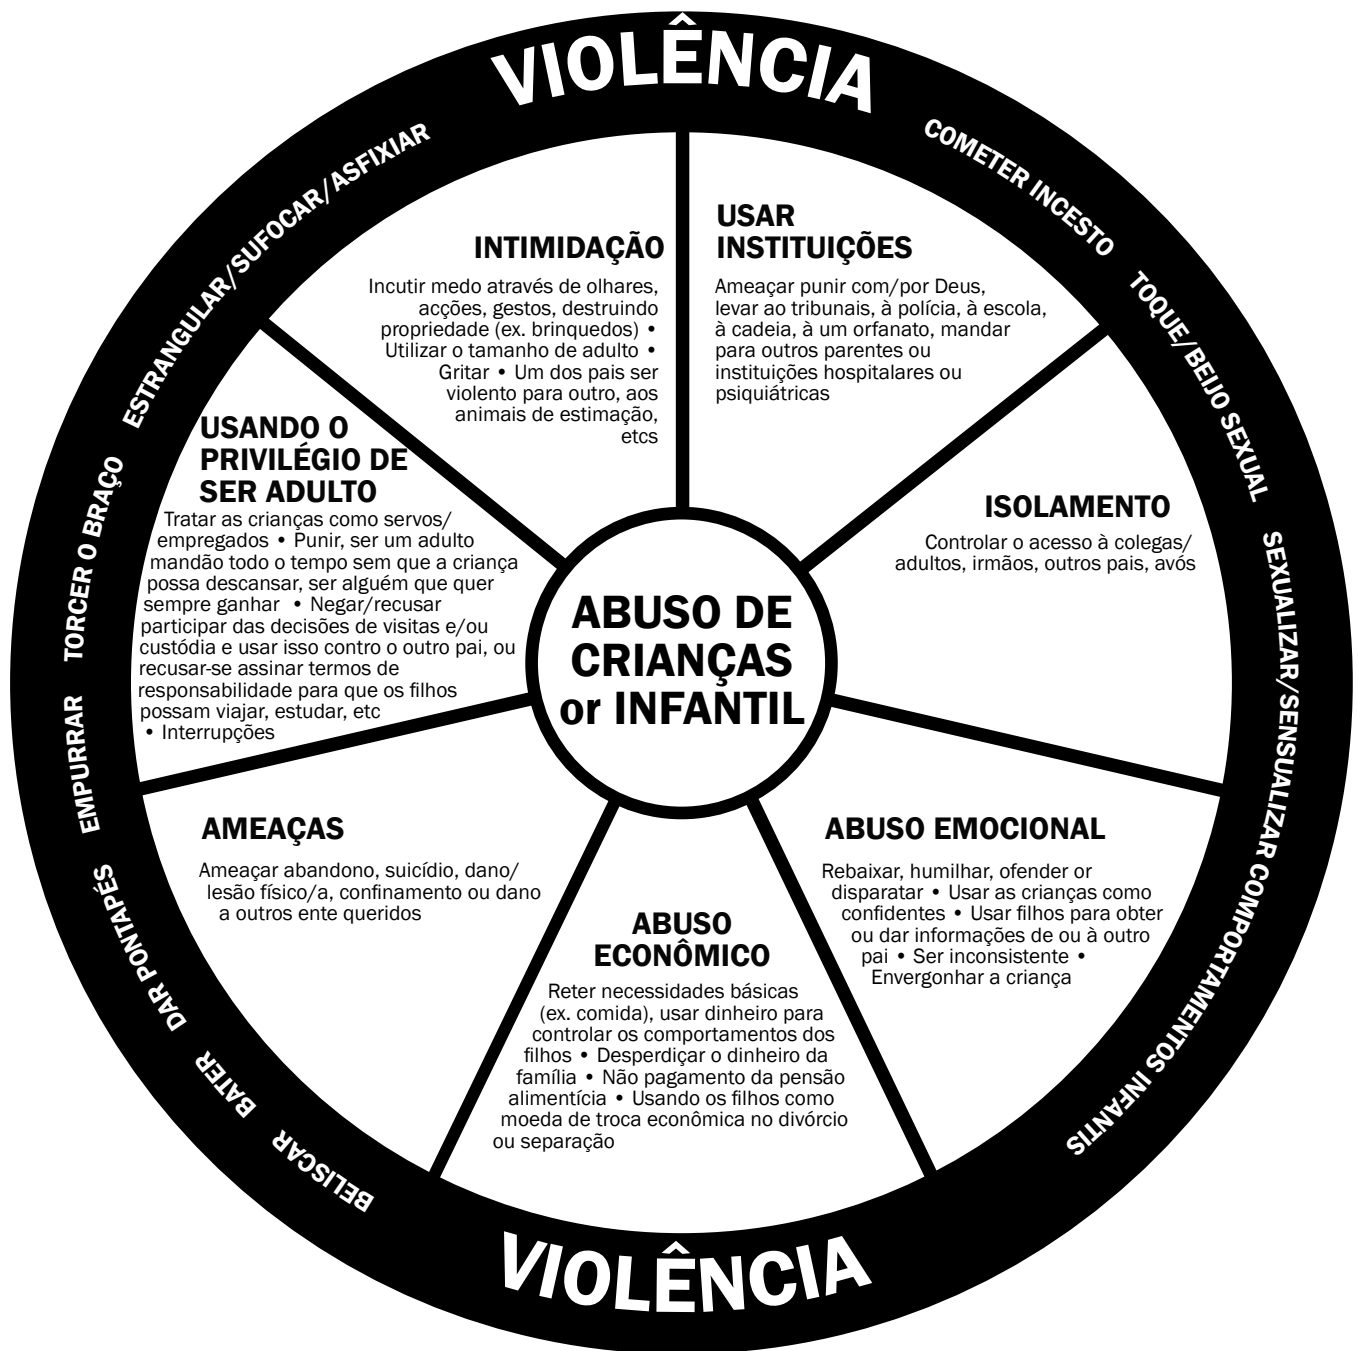 VIOLÊNCIA
COMETER INCESTO
TOQUE/BEIJO SEXUAL
SEXUALIZAR/SENSUALIZAR COMPORTAMENTOS INFANTIS
VIOLÊNCIA
BELISCAR
BATER
DAR PONTAPÉS
EMPURRAR
TORCER O BRAÇO
ESTRANGULAR/SUFOCAR/ASFIXIAR
ABUSO DE
CRIANÇAS
or INFANTIL
USAR
INSTITUIÇÕES
Ameaçar punir com/por Deus,
levar ao tribunais, à polícia, à escola,
à cadeia, à um orfanato, mandar
para outros parentes ou
instituições hospitalares ou
psiquiátricas
ISOLAMENTO
Controlar o acesso à colegas/
adultos, irmãos, outros pais, avós
ABUSO EMOCIONAL
Rebaixar, humilhar, ofender or
disparatar • Usar as crianças como
confidentes • Usar filhos para obter
ou dar informações de ou à outro
pai • Ser inconsistente •
Envergonhar a criança
ABUSO
ECONÔMICO
Reter necessidades básicas
(ex. comida), usar dinheiro para
controlar os comportamentos dos
filhos • Desperdiçar o dinheiro da
família • Não pagamento da pensão
alimentícia • Usando os filhos como
moeda de troca econômica no divórcio
ou separação
AMEAÇAS
Ameaçar abandono, suicídio, dano/
lesão físico/a, confinamento ou dano
a outros ente queridos
USANDO O
PRIVILÉGIO DE
SER ADULTO
Tratar as crianças como servos/
empregados • Punir, ser um adulto
mandão todo o tempo sem que a criança
possa descansar, ser alguém que quer
sempre ganhar • Negar/recusar
participar das decisões de visitas e/ou
custódia e usar isso contro o outro pai, ou
recusar-se assinar termos de
responsabilidade para que os filhos
possam viajar, estudar, etc
• Interrupções
INTIMIDAÇÃO
Incutir medo através de olhares,
acções, gestos, destruindo
propriedade (ex. brinquedos) •
Utilizar o tamanho de adulto •
Gritar • Um dos pais ser
violento para outro, aos
animais de estimação,
etcs